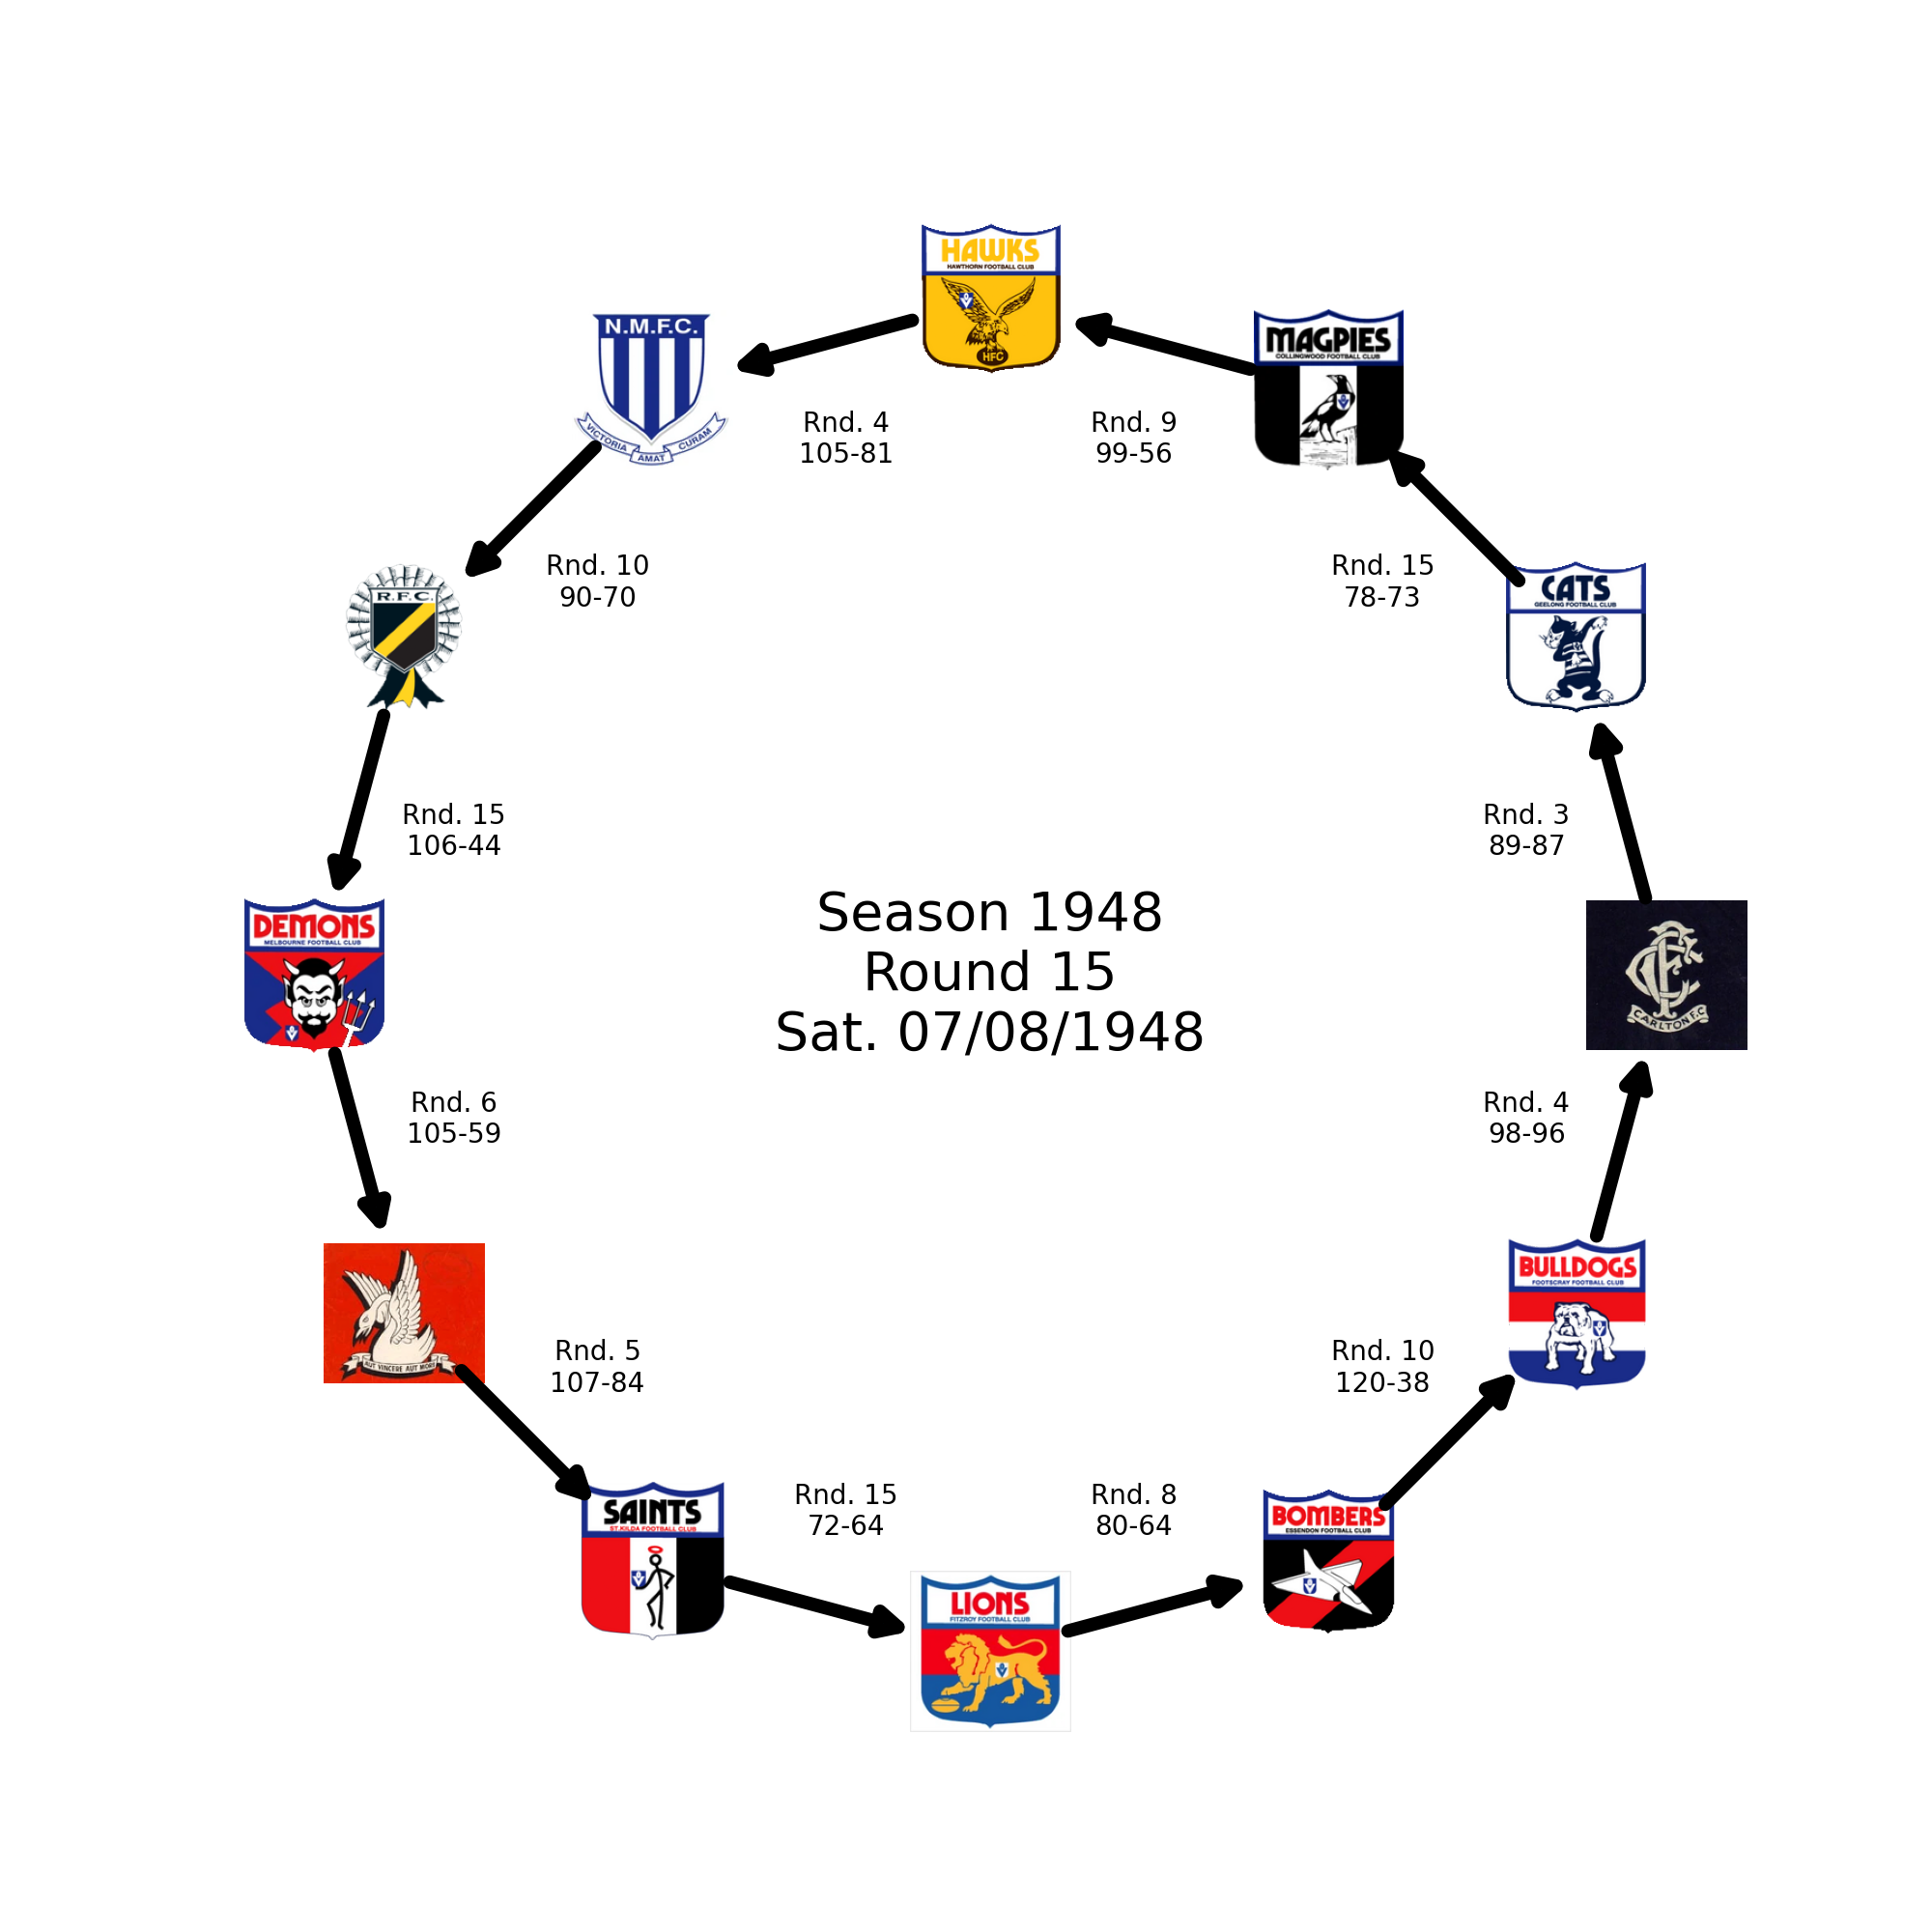 HAWKS
HAWTHORN FOOTBALL CLUB
HFC
N.M.F.C.
VICTORIA AMAT CURAM
MAGPIES
COLLINGWOOD FOOTBALL CLUB
Rnd. 4
105-81
Rnd. 9
99-56
R.F.C.
Rnd. 10
90-70
Rnd. 15
78-73
CATS
GEELONG FOOTBALL CLUB
Rnd. 15
106-44
Rnd. 3
89-87
DEMONS
MELBOURNE FOOTBALL CLUB
Season 1948
Round 15
Sat. 07/08/1948
CFC
CARLTON F.C
Rnd. 6
105-59
Rnd. 4
98-96
AUT VINCERE AUT MORI
BULLDOGS
FOOTSCRAY FOOTBALL CLUB
Rnd. 5
107-84
Rnd. 10
120-38
SAINTS
ST.KILDA FOOTBALL CLUB
Rnd. 15
72-64
Rnd. 8
80-64
BOMBERS
ESSENDON FOOTBALL CLUB
LIONS
FITZROY FOOTBALL CLUB